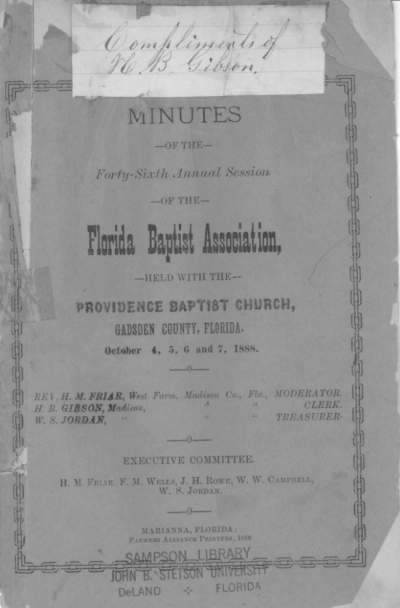 Compliments of
H. B. Gibson.
MINUTES
—OF THE—
Forty-Sixth Annual Session
—OF THE—
Florida Baptist Association,
—HELD WITH THE—
PROVIDENCE BAPTIST CHURCH,
GADSDEN COUNTY, FLORIDA.
October 4, 5, 6 and 7, 1888.
REV. H. M. FRIAR, West Farm, Madison Co., Fla., MODERATOR.
H. B. GIBSON, Madison, " " CLERK.
W. S. JORDAN, " " " TREASURER.
EXECUTIVE COMMITTEE.
H. M. FRIAR, F. M. WELLS, J. H. ROWE, W. W. CAMPBELL,
W. S. JORDAN.
MARIANNA, FLORIDA:
FARMERS ALLIANCE PRINTERS, 1888
SAMPSON LIBRARY
JOHN B. STETSON UNIVERSITY
DeLAND FLORIDA